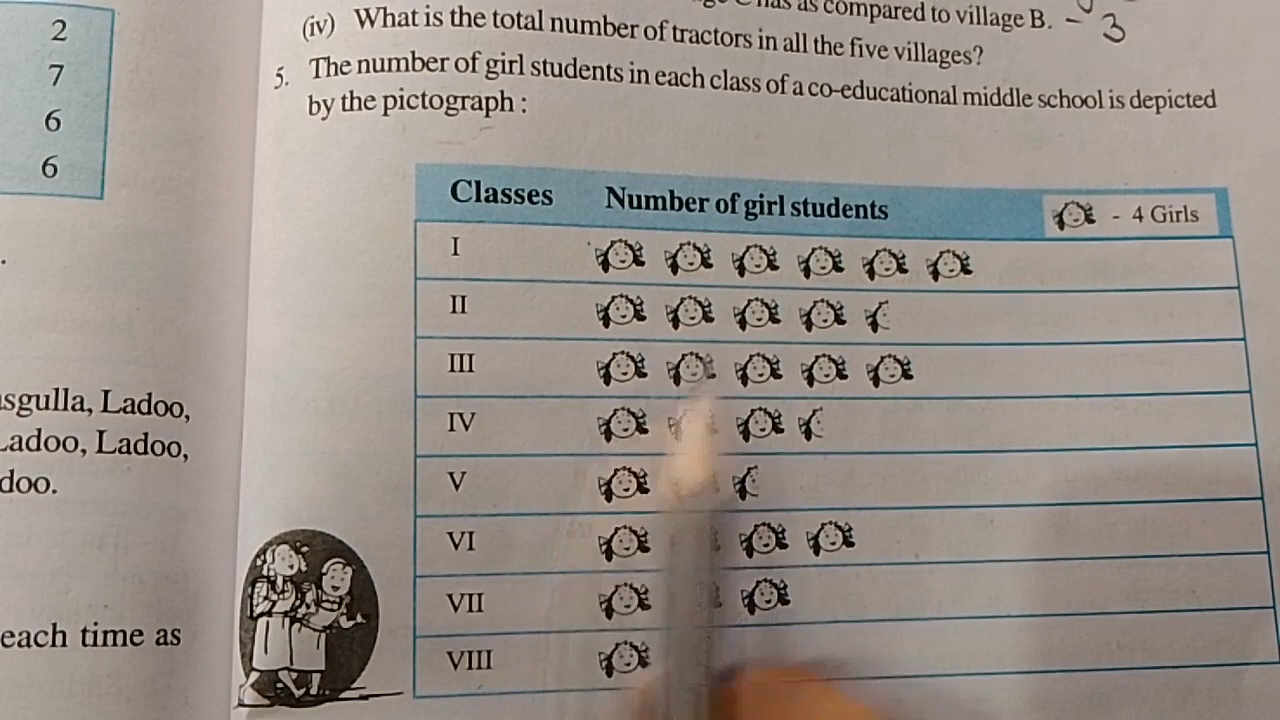 2
7
6
6
has as compared to village B. – 3
(iv) What is the total number of tractors in all the five villages?
5. The number of girl students in each class of a co-educational middle school is depicted
by the pictograph :
Classes Number of girl students - 4 Girls
I
II
III
IV
V
VI
VII
VIII
sgulla, Ladoo,
adoo, Ladoo,
doo.
each time as